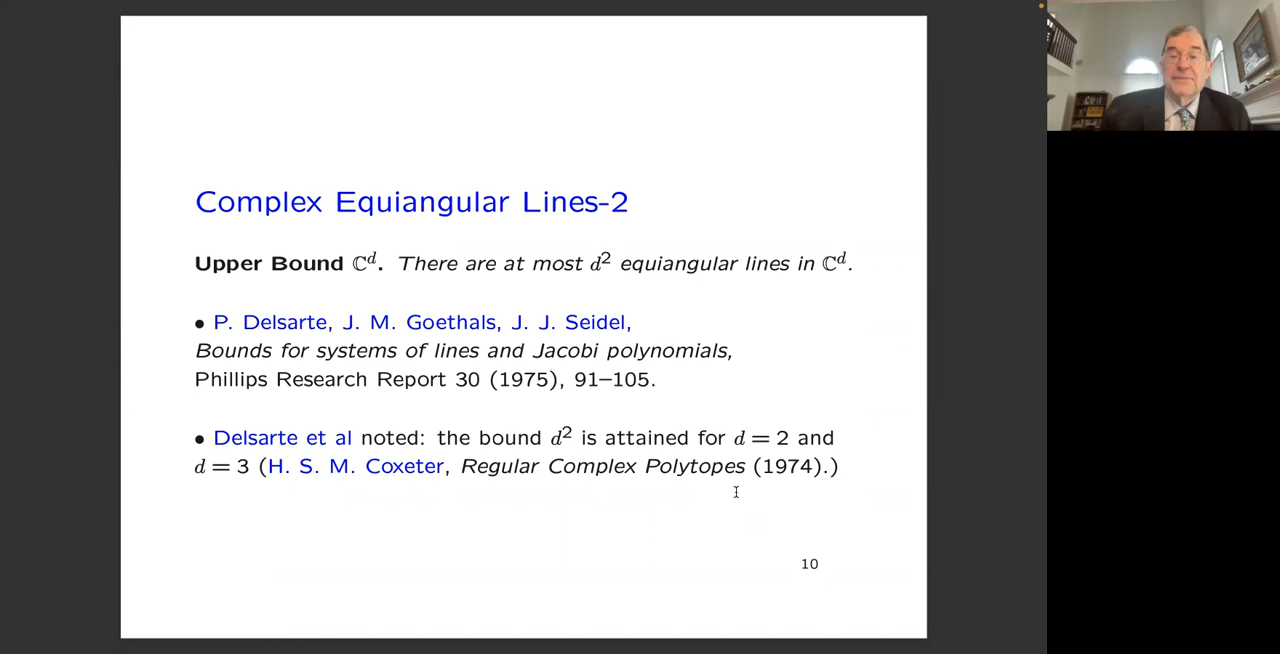 Complex Equiangular Lines-2
Upper Bound ℂᵈ. There are at most d² equiangular lines in ℂᵈ.
• P. Delsarte, J. M. Goethals, J. J. Seidel,
Bounds for systems of lines and Jacobi polynomials,
Phillips Research Report 30 (1975), 91–105.
• Delsarte et al noted: the bound d² is attained for d = 2 and
d = 3 (H. S. M. Coxeter, Regular Complex Polytopes (1974).)
10